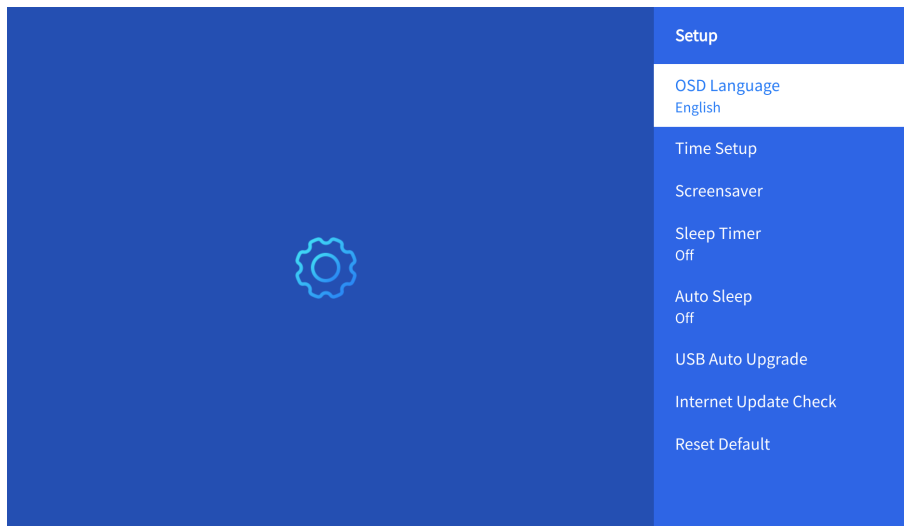 Setup
OSD Language
English
Time Setup
Screensaver
Sleep Timer
Off
Auto Sleep
Off
USB Auto Upgrade
Internet Update Check
Reset Default